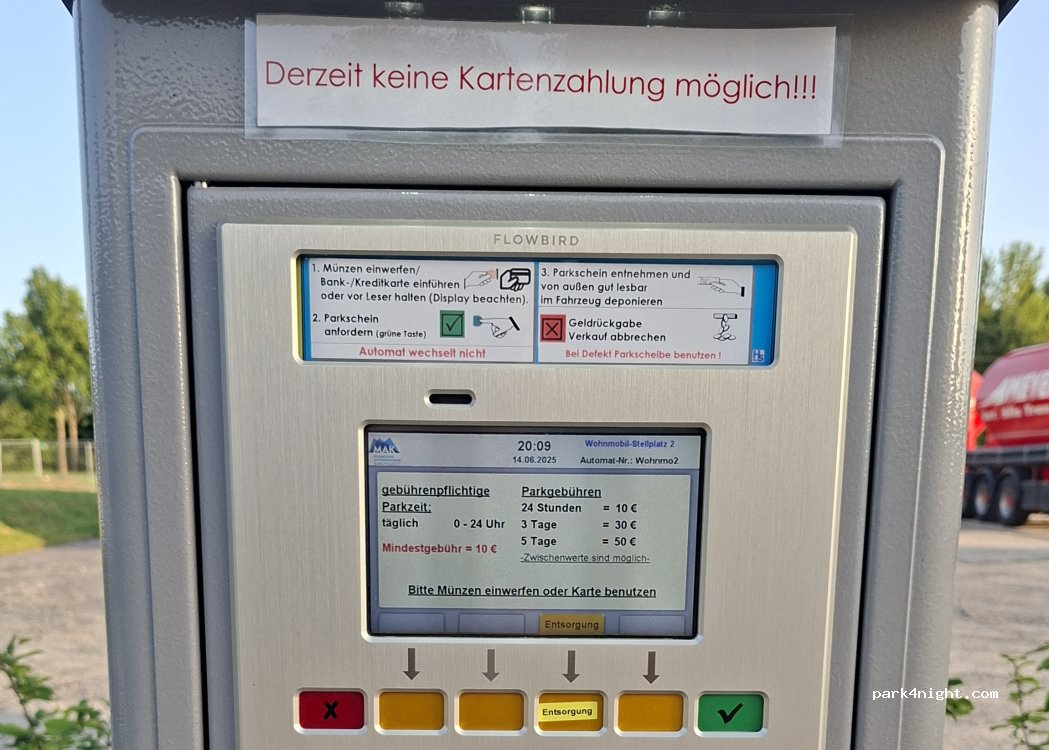 Derzeit keine Kartenzahlung möglich!!!
FLOWBIRD
1. Münzen einwerfen/
Bank-/Kreditkarte einführen
oder vor Leser halten (Display beachten).
2. Parkschein
anfordern (grüne Taste)
Automat wechselt nicht
3. Parkschein entnehmen und
von außen gut lesbar
im Fahrzeug deponieren
Geldrückgabe
Verkauf abbrechen
Bei Defekt Parkscheibe benutzen !
MAK
20:09
14.06.2025
Wohnmobil-Stellplatz 2
Automat-Nr.: Wohnmo2
gebührenpflichtige
Parkzeit:
täglich 0 - 24 Uhr
Mindestgebühr = 10 €
Parkgebühren
24 Stunden = 10 €
3 Tage = 30 €
5 Tage = 50 €
-Zwischenwerte sind möglich-
Bitte Münzen einwerfen oder Karte benutzen
Entsorgung
Entsorgung
park4night.com